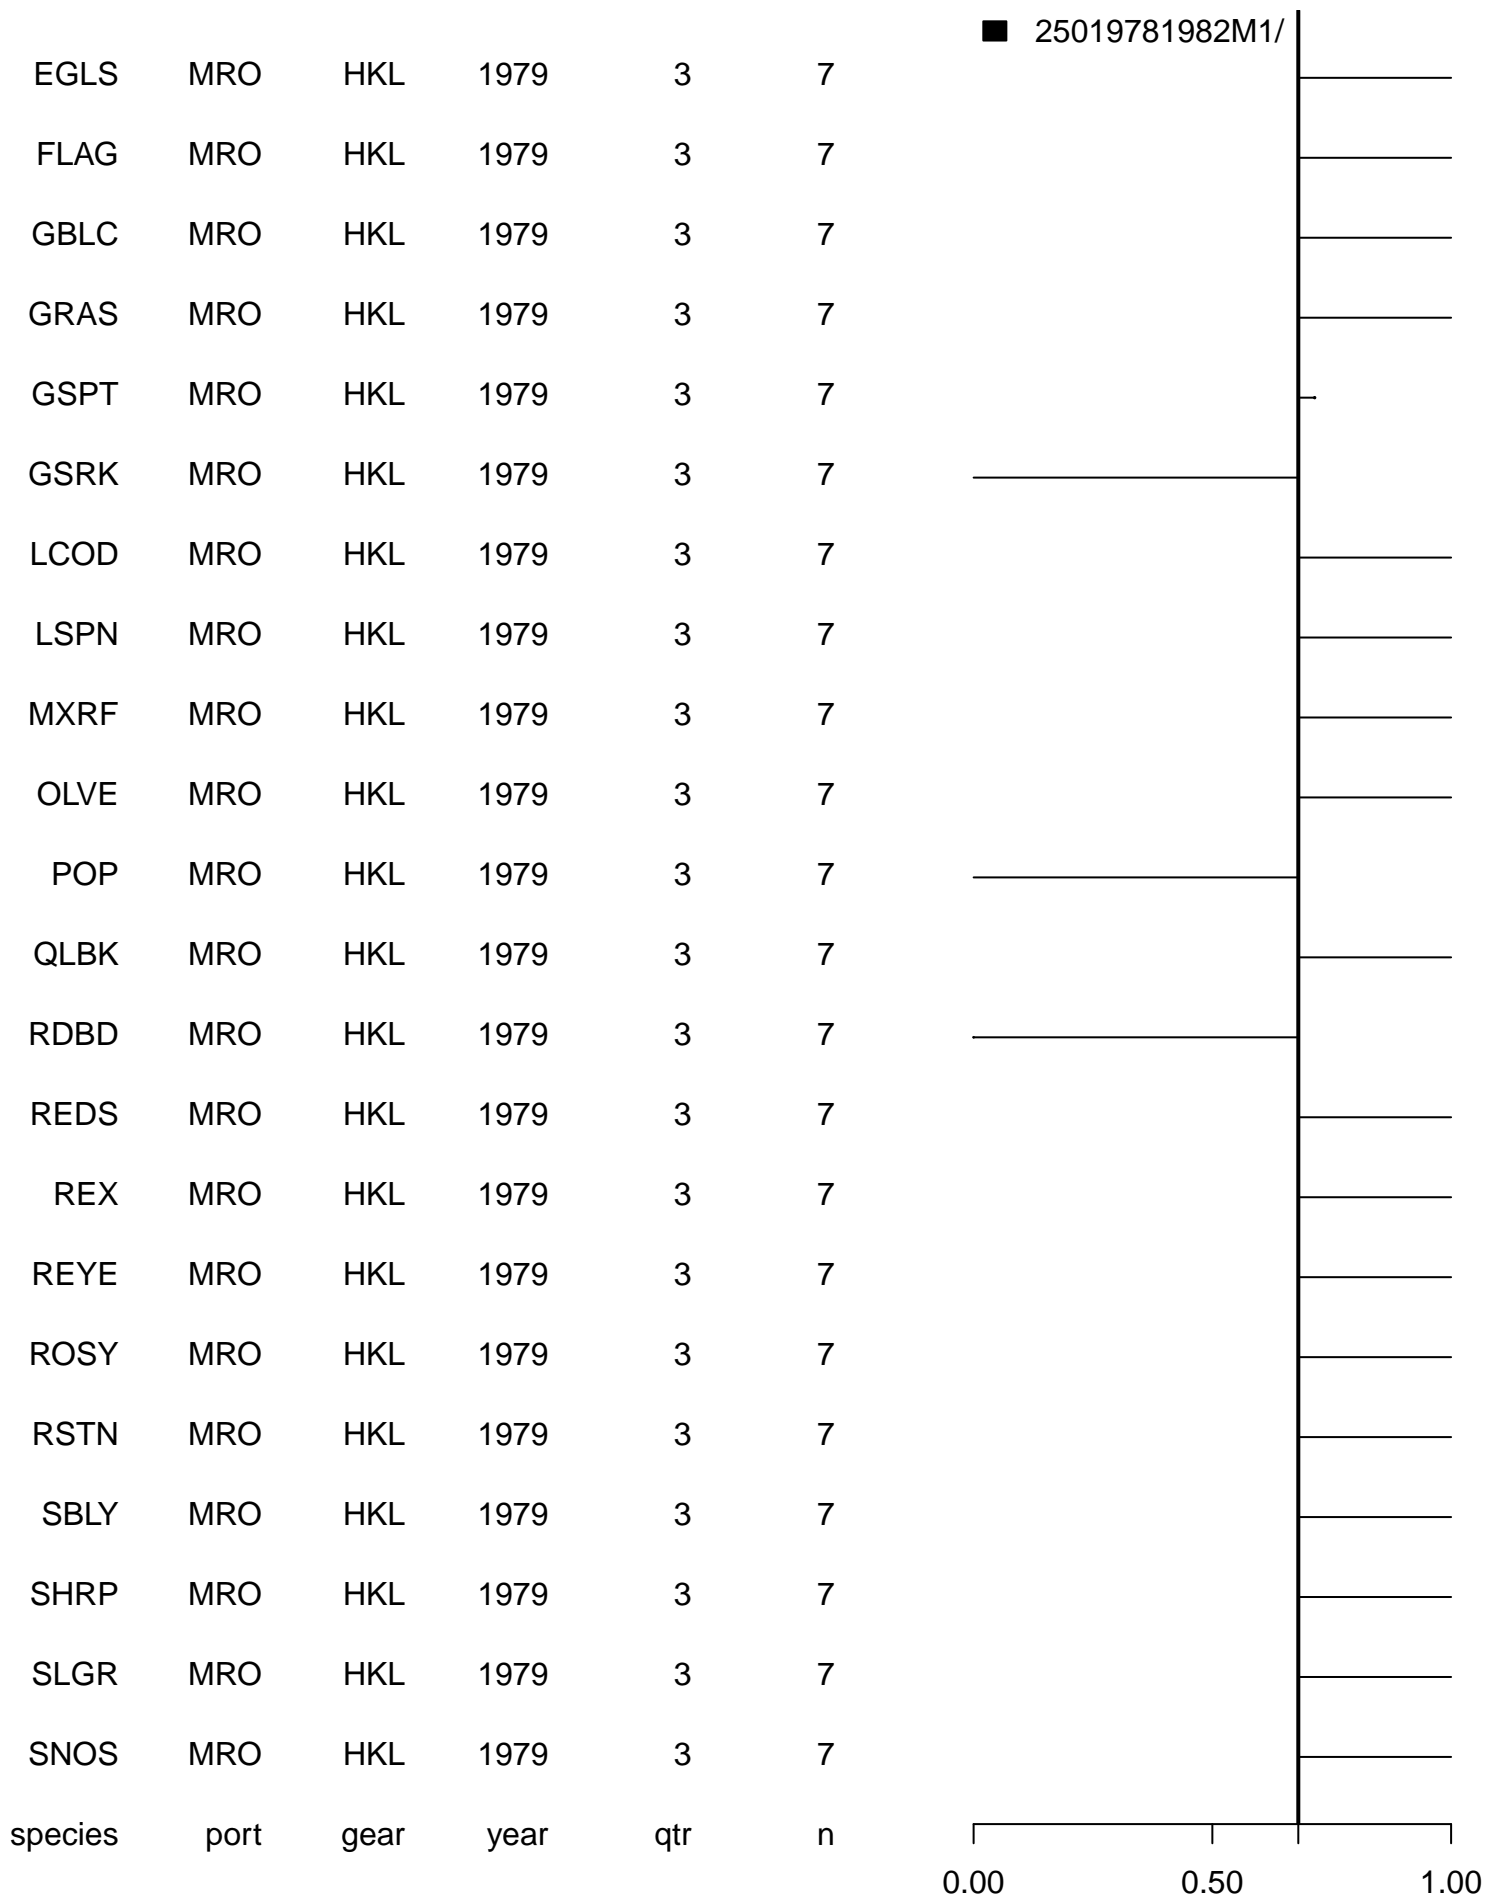 25019781982M1/
EGLS MRO HKL 1979 3 7
FLAG MRO HKL 1979 3 7
GBLC MRO HKL 1979 3 7
GRAS MRO HKL 1979 3 7
GSPT MRO HKL 1979 3 7
GSRK MRO HKL 1979 3 7
LCOD MRO HKL 1979 3 7
LSPN MRO HKL 1979 3 7
MXRF MRO HKL 1979 3 7
OLVE MRO HKL 1979 3 7
POP MRO HKL 1979 3 7
QLBK MRO HKL 1979 3 7
RDBD MRO HKL 1979 3 7
REDS MRO HKL 1979 3 7
REX MRO HKL 1979 3 7
REYE MRO HKL 1979 3 7
ROSY MRO HKL 1979 3 7
RSTN MRO HKL 1979 3 7
SBLY MRO HKL 1979 3 7
SHRP MRO HKL 1979 3 7
SLGR MRO HKL 1979 3 7
SNOS MRO HKL 1979 3 7
species port gear year qtr n
0.00 0.50 1.00